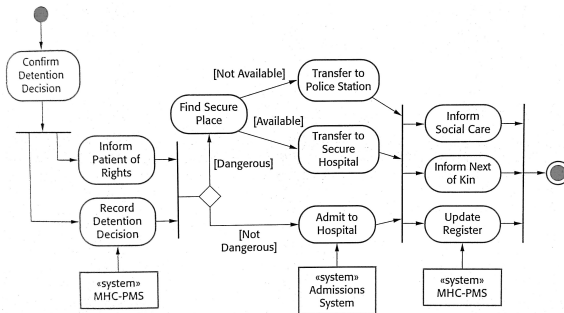 Confirm
Detention
Decision
Inform
Patient of
Rights
Record
Detention
Decision
«system»
MHC-PMS
Find Secure
Place
[Dangerous]
[Not
Dangerous]
[Not Available]
[Available]
Transfer to
Police Station
Transfer to
Secure
Hospital
Admit to
Hospital
«system»
Admissions
System
Inform
Social Care
Inform Next
of Kin
Update
Register
«system»
MHC-PMS